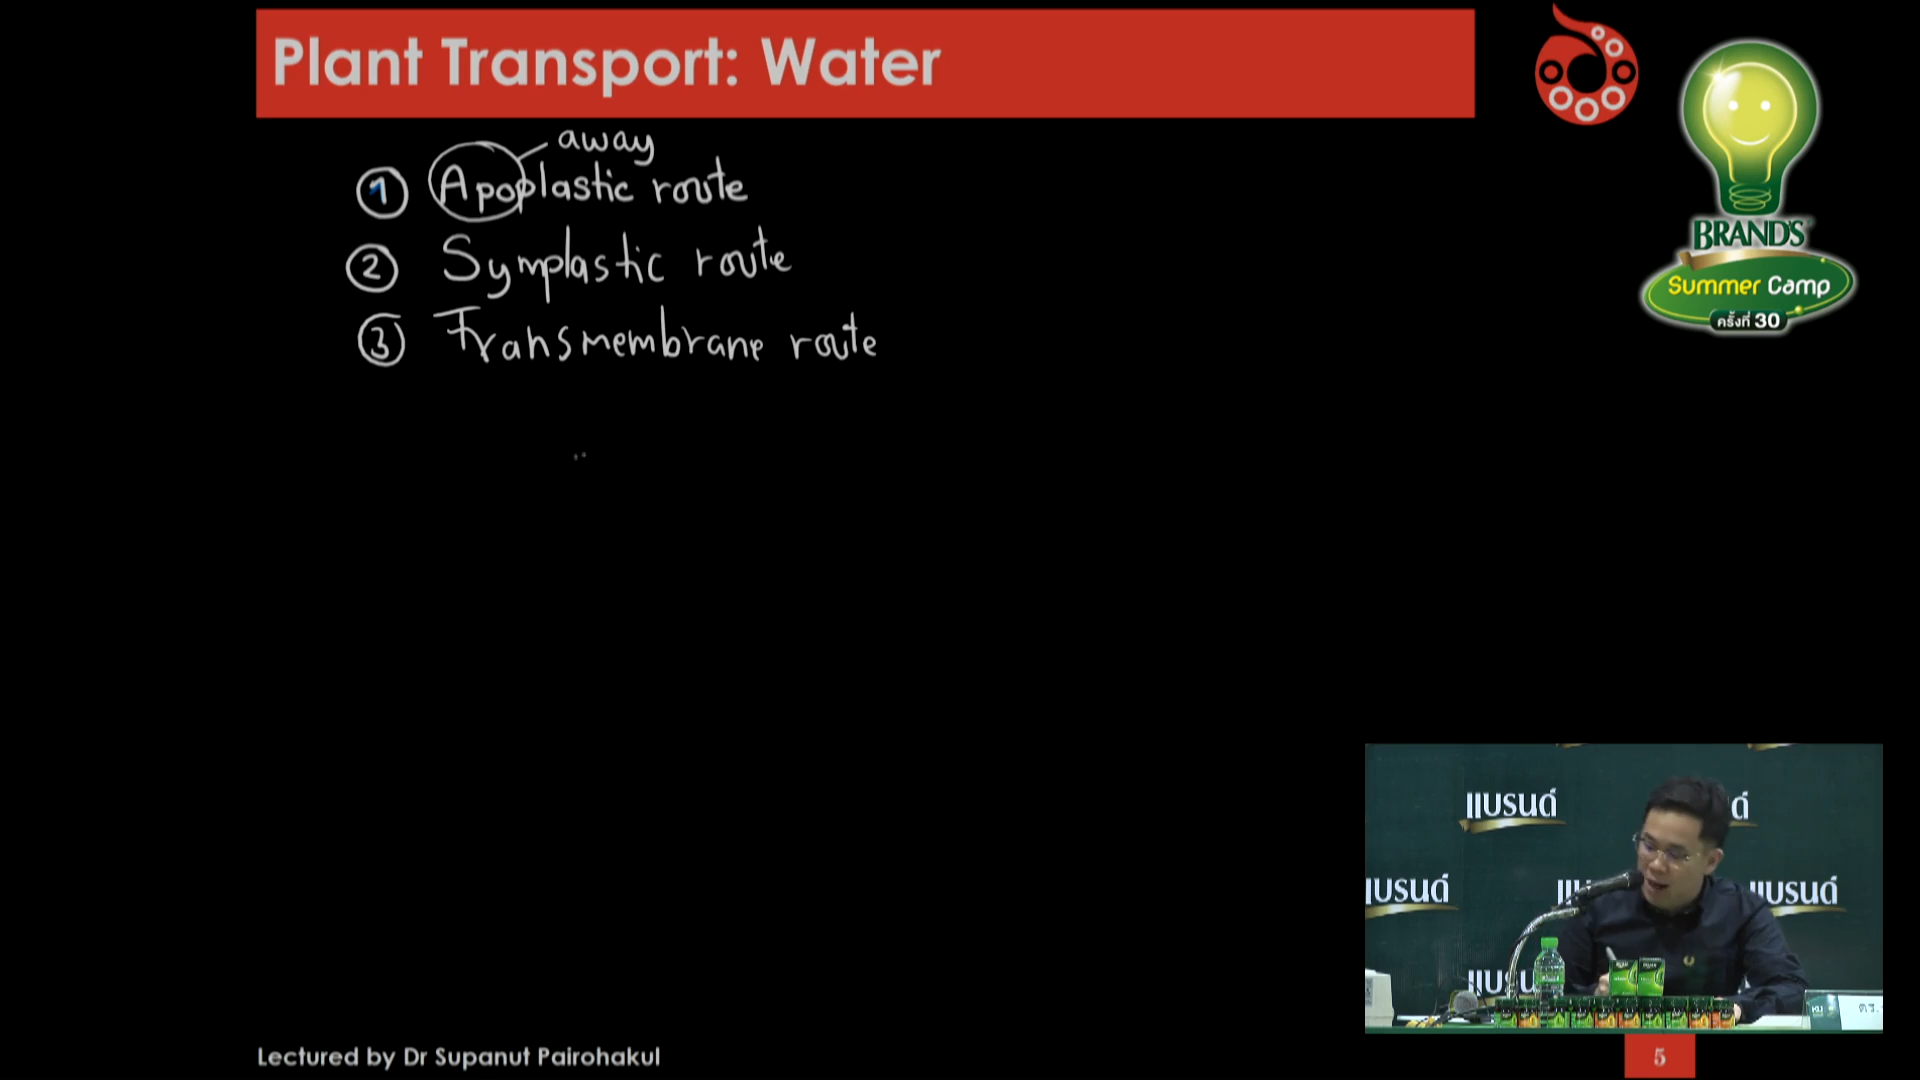 Plant Transport: Water
away
① Apoplastic route
② Symplastic route
③ Transmembrane route
BRAND'S
Summer Camp
ครั้งที่ 30
แบรนด์
แบรนด์
แบรนด์
Lectured by Dr Supanut Pairohakul
5